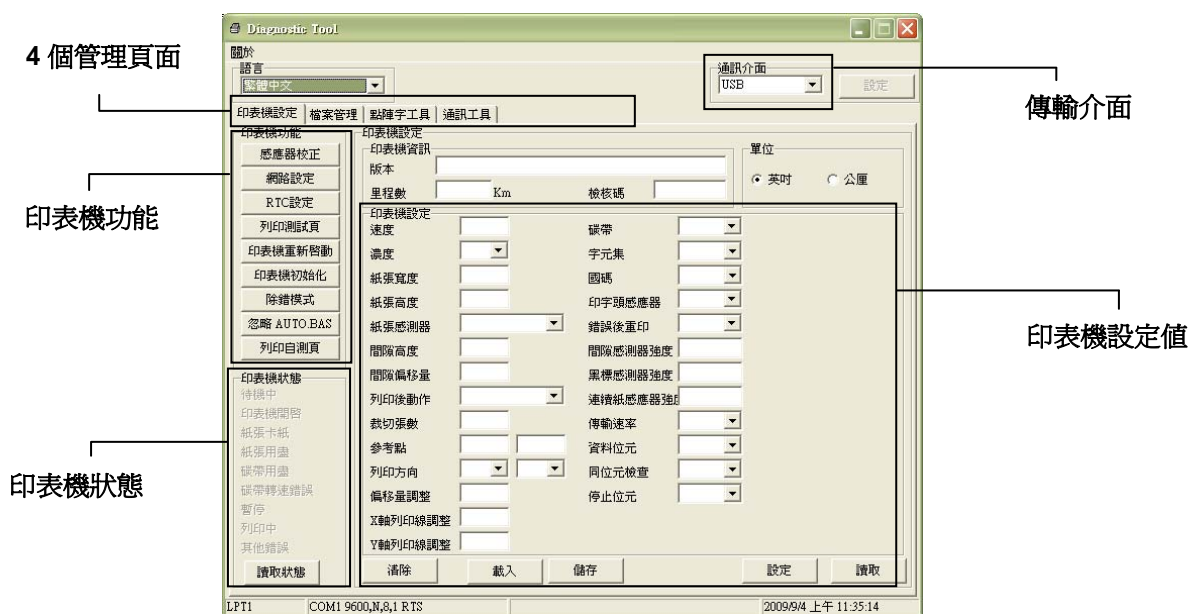 Diagnostic Tool
關於
語言
繁體中文
通訊介面
USB
設定
印表機設定 檔案管理 點陣字工具 通訊工具
4 個管理頁面
傳輸介面
印表機功能
印表機功能
感應器校正
網路設定
RTC設定
列印測試頁
印表機重新啓動
印表機初始化
除錯模式
忽略 AUTO.BAS
列印自測頁
印表機狀態
印表機狀態
待機中
印表機開啓
紙張卡紙
紙張用盡
碳帶用盡
碳帶轉速錯誤
暫停
列印中
其他錯誤
讀取狀態
印表機設定
印表機資訊
版本
里程數 Km 檢核碼
單位
英吋 公厘
印表機設定
速度 碳帶
濃度 字元集
紙張寬度 國碼
紙張高度 印字頭感應器
紙張感測器 錯誤後重印
間隙高度 間隙感測器強度
間隙偏移量 黑標感測器強度
列印後動作 連續紙感應器強度
裁切張數 傳輸速率
參考點 資料位元
列印方向 同位元檢查
偏移量調整 停止位元
X軸列印線調整
Y軸列印線調整
清除 載入 儲存 設定 讀取
印表機設定值
LPT1 COM1 9600,N,8,1 RTS 2009/9/4 上午 11:35:14